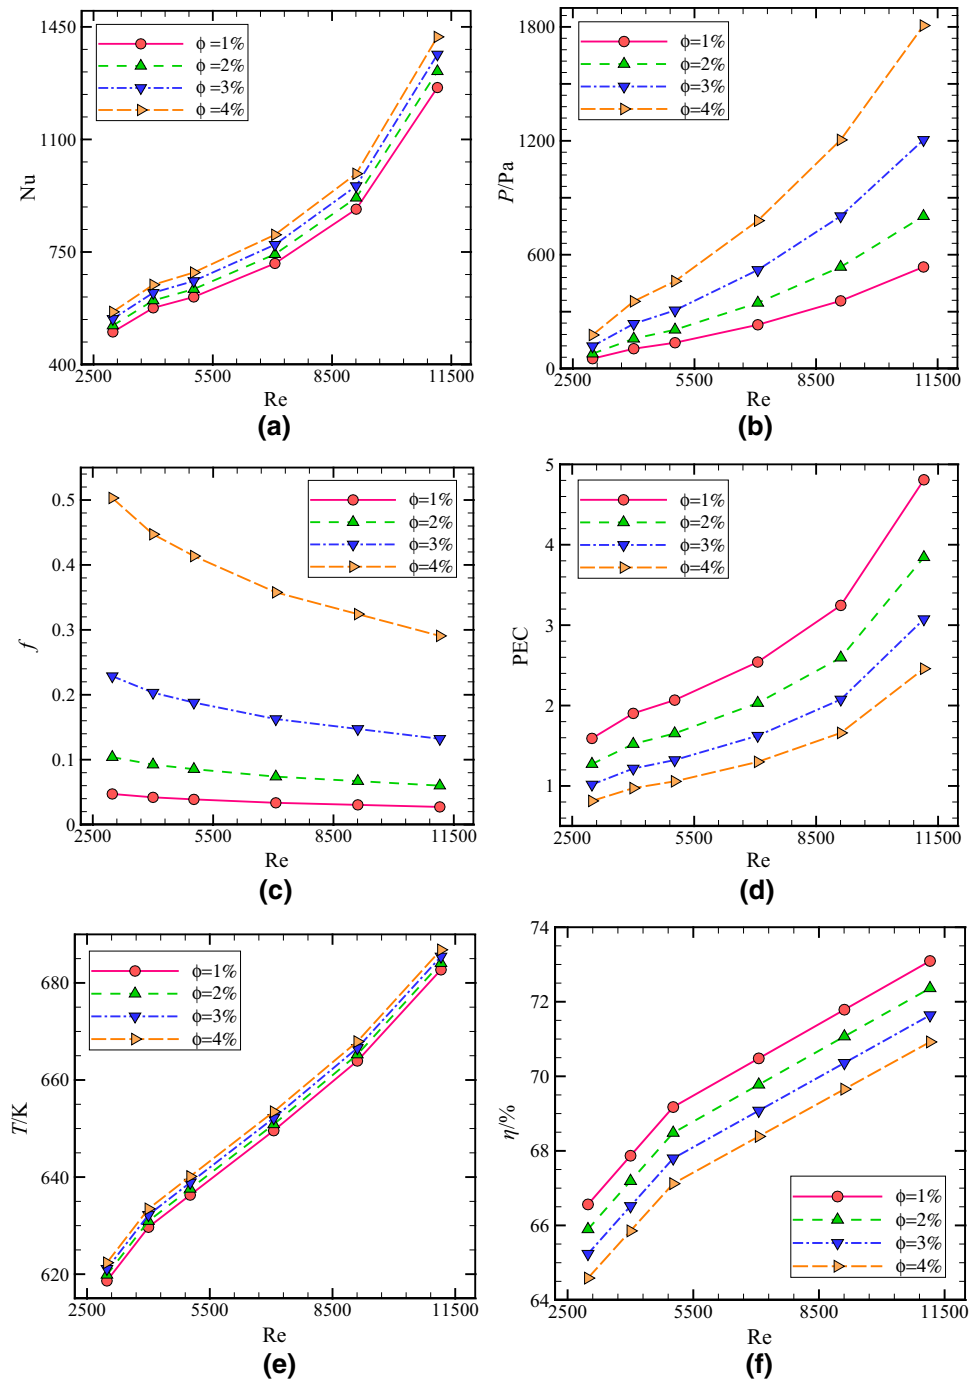 1450
1100
750
400
Nu
ϕ =1%
ϕ =2%
ϕ =3%
ϕ =4%
2500 5500 8500 11500
Re
(a)
1800
1200
600
0
P/Pa
ϕ=1%
ϕ=2%
ϕ=3%
ϕ=4%
2500 5500 8500 11500
Re
(b)
0.5
0.4
0.3
0.2
0.1
0
f
ϕ=1%
ϕ=2%
ϕ=3%
ϕ=4%
2500 5500 8500 11500
Re
(c)
5
4
3
2
1
PEC
ϕ=1%
ϕ=2%
ϕ=3%
ϕ=4%
2500 5500 8500 11500
Re
(d)
680
660
640
620
T/K
ϕ=1%
ϕ=2%
ϕ=3%
ϕ=4%
2500 5500 8500 11500
Re
(e)
74
72
70
68
66
64
η/%
ϕ=1%
ϕ=2%
ϕ=3%
ϕ=4%
2500 5500 8500 11500
Re
(f)